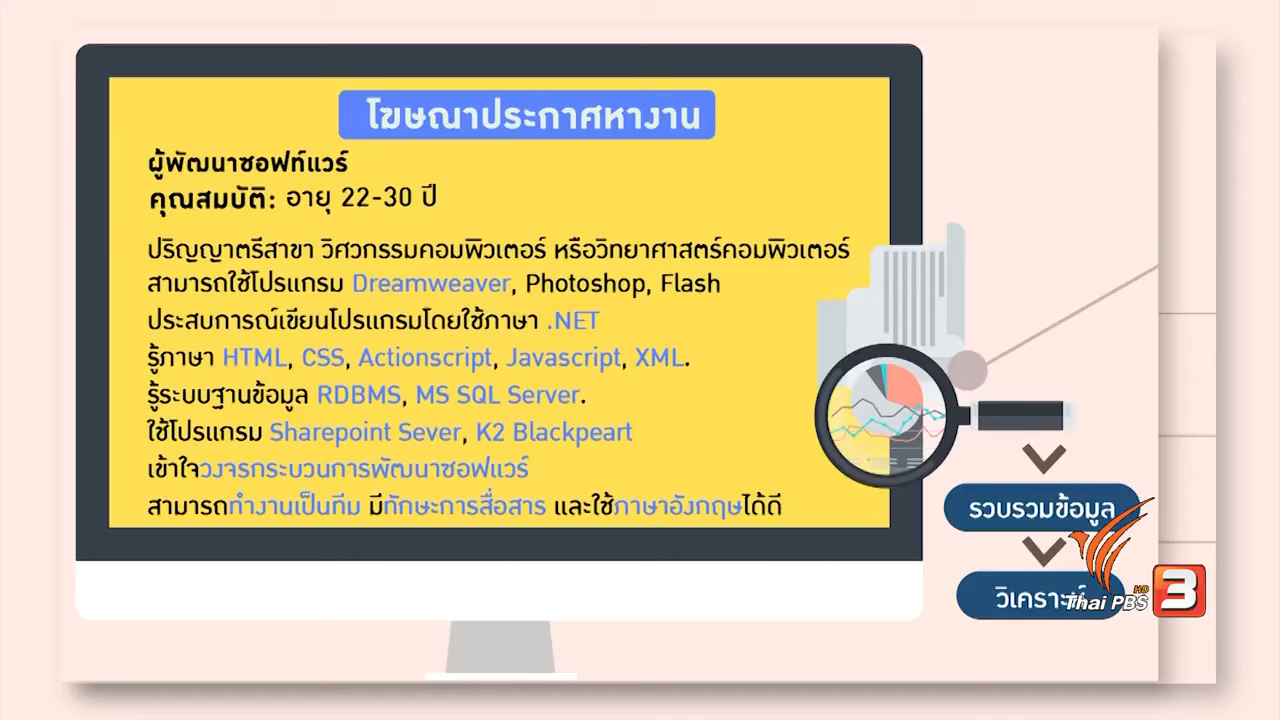 โฆษณาประกาศหางาน
ผู้พัฒนาซอฟท์แวร์
คุณสมบัติ: อายุ 22-30 ปี
ปริญญาตรีสาขา วิศวกรรมคอมพิวเตอร์ หรือวิทยาศาสตร์คอมพิวเตอร์
สามารถใช้โปรแกรม Dreamweaver, Photoshop, Flash
ประสบการณ์เขียนโปรแกรมโดยใช้ภาษา .NET
รู้ภาษา HTML, CSS, Actionscript, Javascript, XML.
รู้ระบบฐานข้อมูล RDBMS, MS SQL Server.
ใช้โปรแกรม Sharepoint Sever, K2 Blackpeart
เข้าใจวงจรกระบวนการพัฒนาซอฟแวร์
สามารถทำงานเป็นทีม มีทักษะการสื่อสาร และใช้ภาษาอังกฤษได้ดี
รวบรวมข้อมูล
Thai PBS HD 3